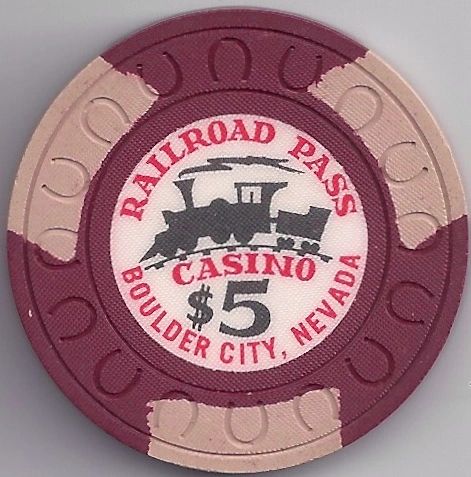 RAILROAD PASS
CASINO
$5
BOULDER CITY, NEVADA